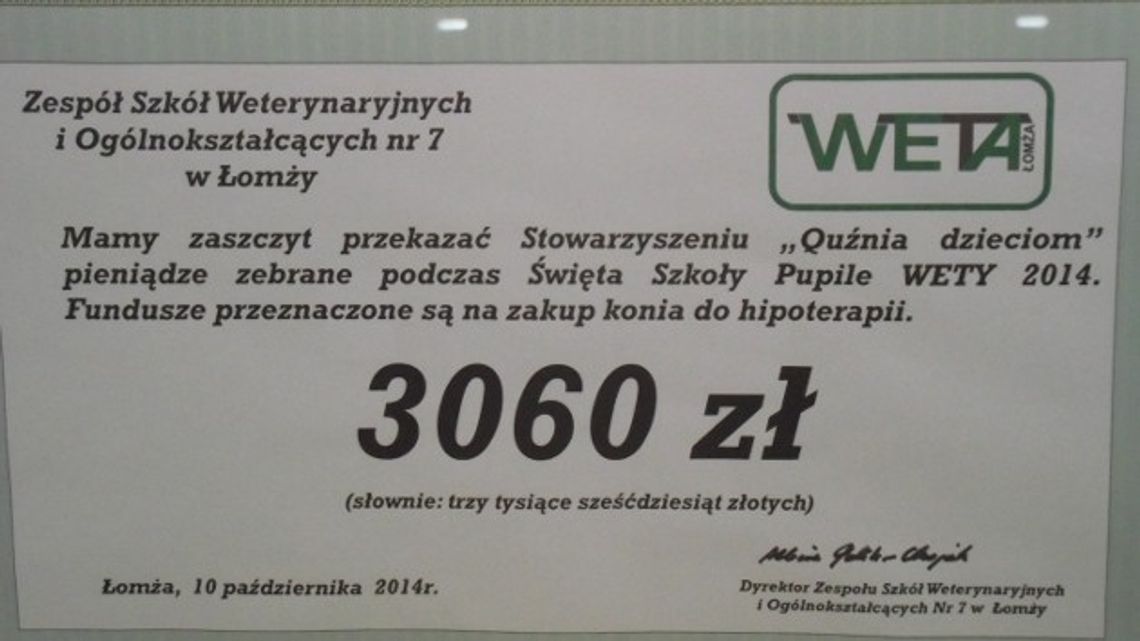 Zespół Szkół Weterynaryjnych
i Ogólnokształcących nr 7
w Łomży
WETA
ŁOMŻA
Mamy zaszczyt przekazać Stowarzyszeniu „Quźnia dzieciom”
pieniądze zebrane podczas Święta Szkoły Pupile WETY 2014.
Fundusze przeznaczone są na zakup konia do hipoterapii.
3060 zł
(słownie: trzy tysiące sześćdziesiąt złotych)
Łomża, 10 października 2014r.
Dyrektor Zespołu Szkół Weterynaryjnych
i Ogólnokształcących Nr 7 w Łomży